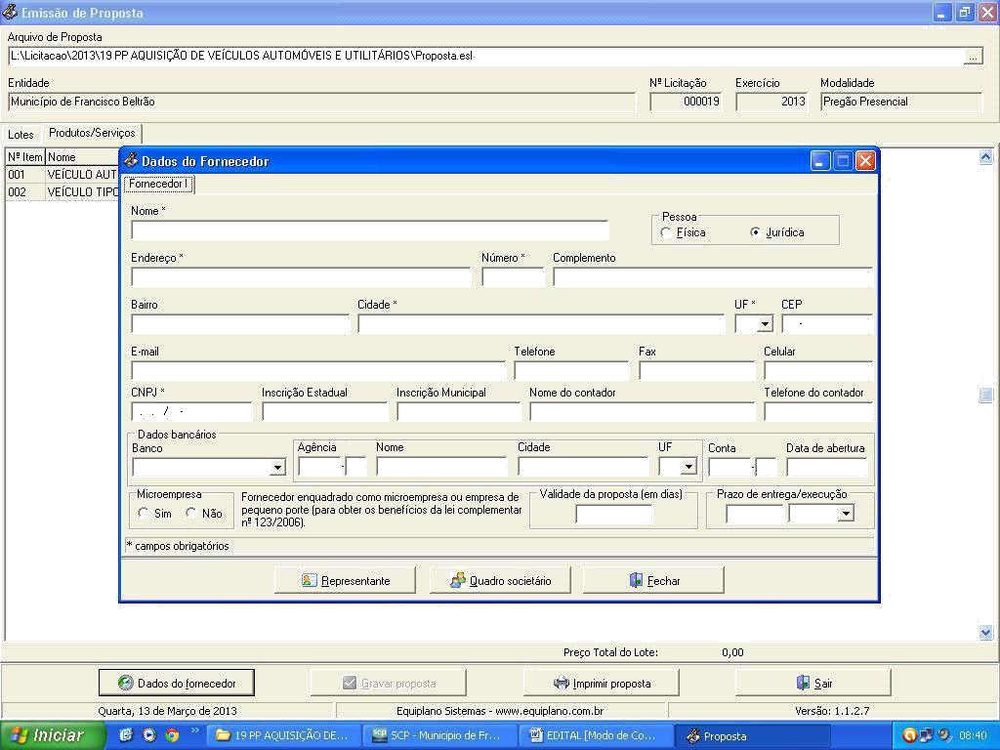 Emissão de Proposta
Arquivo de Proposta
L:\Licitacao\2013\19 PP AQUISIÇÃO DE VEÍCULOS AUTOMÓVEIS E UTILITÁRIOS\Proposta.esl
...
Entidade Nº Licitação Exercício Modalidade
Município de Francisco Beltrão 000019 2013 Pregão Presencial
Lotes Produtos/Serviços
Nº Item Nome
001 VEÍCULO AUT
002 VEÍCULO TIPO
Dados do Fornecedor
Fornecedor I
Nome *
Pessoa
Física Jurídica
Endereço * Número * Complemento
Bairro Cidade * UF * CEP
-
E-mail Telefone Fax Celular
CNPJ * Inscrição Estadual Inscrição Municipal Nome do contador Telefone do contador
. . / -
Dados bancários
Banco Agência Nome Cidade UF Conta Data de abertura
- -
Microempresa
Sim Não
Fornecedor enquadrado como microempresa ou empresa de
pequeno porte (para obter os benefícios da lei complementar
nº 123/2006).
Validade da proposta (em dias) Prazo de entrega/execução
* campos obrigatórios
Representante Quadro societário Fechar
Preço Total do Lote: 0,00
Dados do fornecedor Gravar proposta Imprimir proposta Sair
Quarta, 13 de Março de 2013 Equiplano Sistemas - www.equiplano.com.br Versão: 1.1.2.7
Iniciar » 19 PP AQUISIÇÃO DE... SCP - Município de Fr... EDITAL [Modo de Co... Proposta 08:40